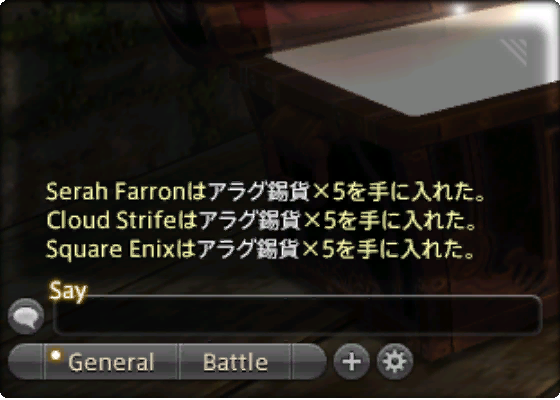 Serah Farronはアラグ錫貨×5を手に入れた。
Cloud Strifeはアラグ錫貨×5を手に入れた。
Square Enixはアラグ錫貨×5を手に入れた。
Say
General Battle